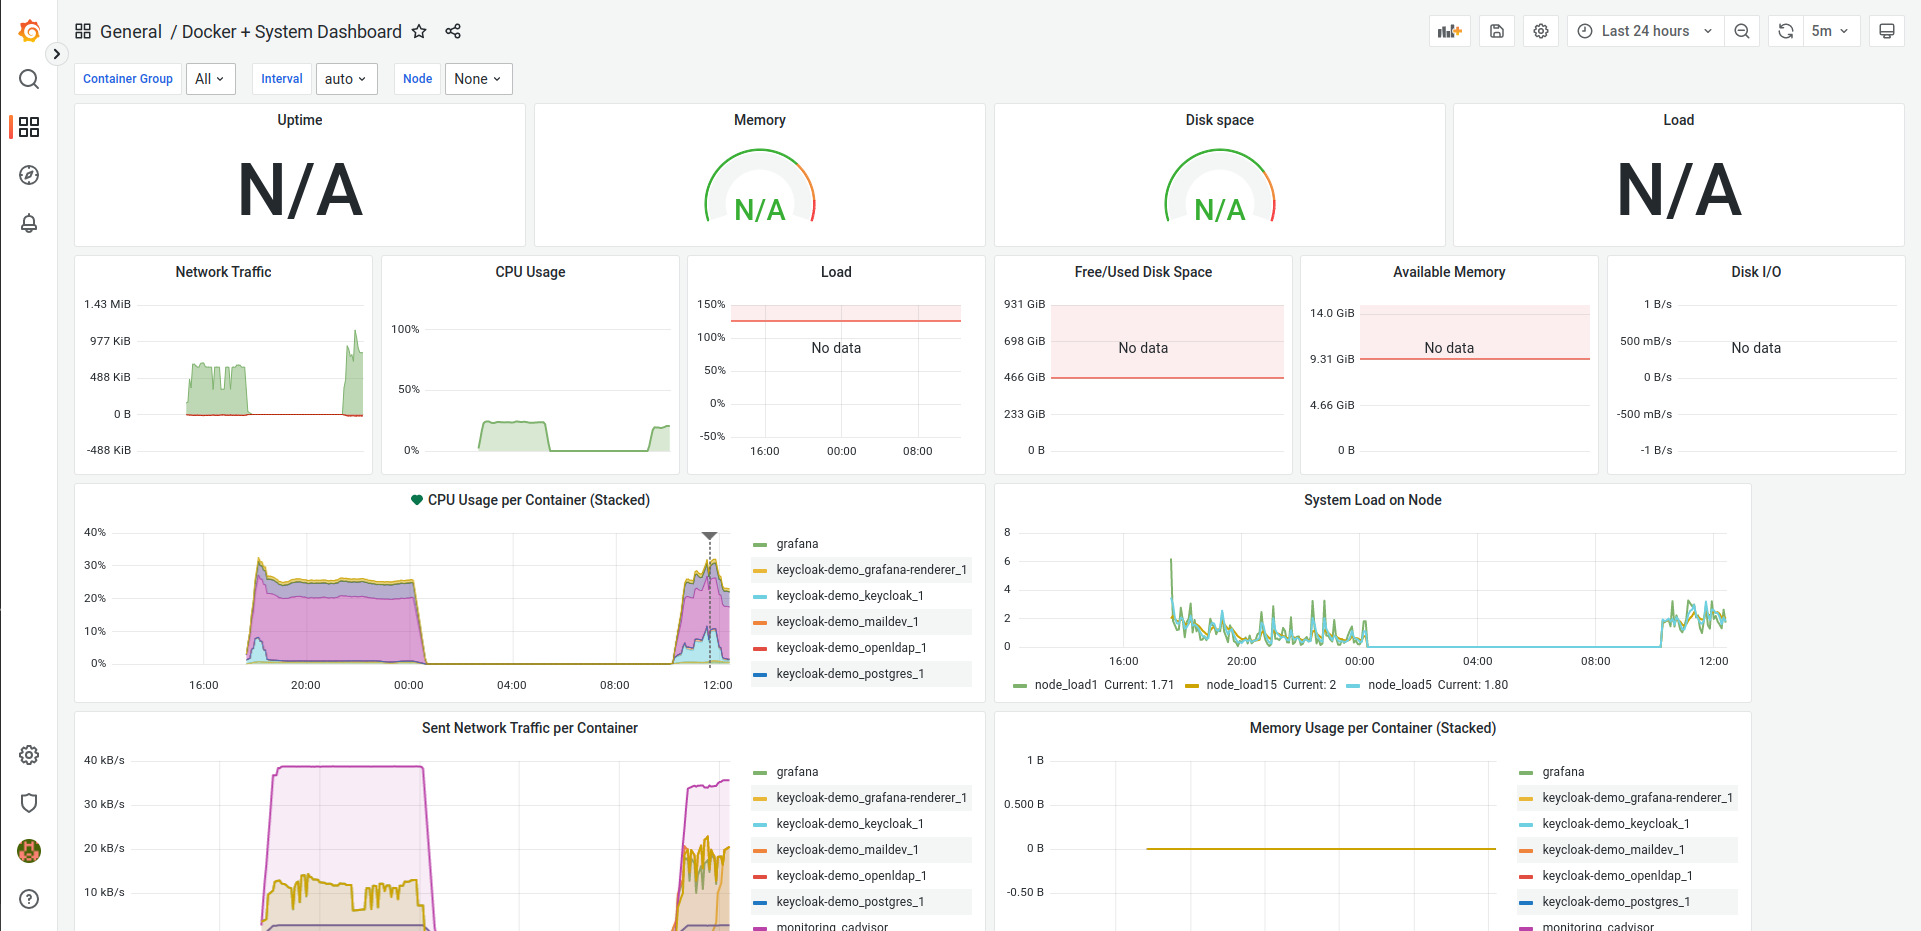 General / Docker + System Dashboard
Last 24 hours
5m
Container Group All
Interval auto
Node None
Uptime
N/A
Memory
N/A
Disk space
N/A
Load
N/A
Network Traffic
1.43 MiB
977 KiB
488 KiB
0 B
-488 KiB
CPU Usage
100%
50%
0%
Load
150%
100%
50%
0%
-50%
No data
16:00 00:00 08:00
Free/Used Disk Space
931 GiB
698 GiB
466 GiB
233 GiB
0 B
No data
Available Memory
14.0 GiB
9.31 GiB
4.66 GiB
0 B
No data
Disk I/O
1 B/s
500 mB/s
0 B/s
-500 mB/s
-1 B/s
No data
CPU Usage per Container (Stacked)
40%
30%
20%
10%
0%
16:00 20:00 00:00 04:00 08:00 12:00
grafana
keycloak-demo_grafana-renderer_1
keycloak-demo_keycloak_1
keycloak-demo_maildev_1
keycloak-demo_openldap_1
keycloak-demo_postgres_1
System Load on Node
8
6
4
2
0
16:00 20:00 00:00 04:00 08:00 12:00
node_load1 Current: 1.71 node_load15 Current: 2 node_load5 Current: 1.80
Sent Network Traffic per Container
40 kB/s
30 kB/s
20 kB/s
10 kB/s
grafana
keycloak-demo_grafana-renderer_1
keycloak-demo_keycloak_1
keycloak-demo_maildev_1
keycloak-demo_openldap_1
keycloak-demo_postgres_1
monitoring_cadvisor
Memory Usage per Container (Stacked)
1 B
0.500 B
0 B
-0.50 B
grafana
keycloak-demo_grafana-renderer_1
keycloak-demo_keycloak_1
keycloak-demo_maildev_1
keycloak-demo_openldap_1
keycloak-demo_postgres_1
monitoring_cadvisor